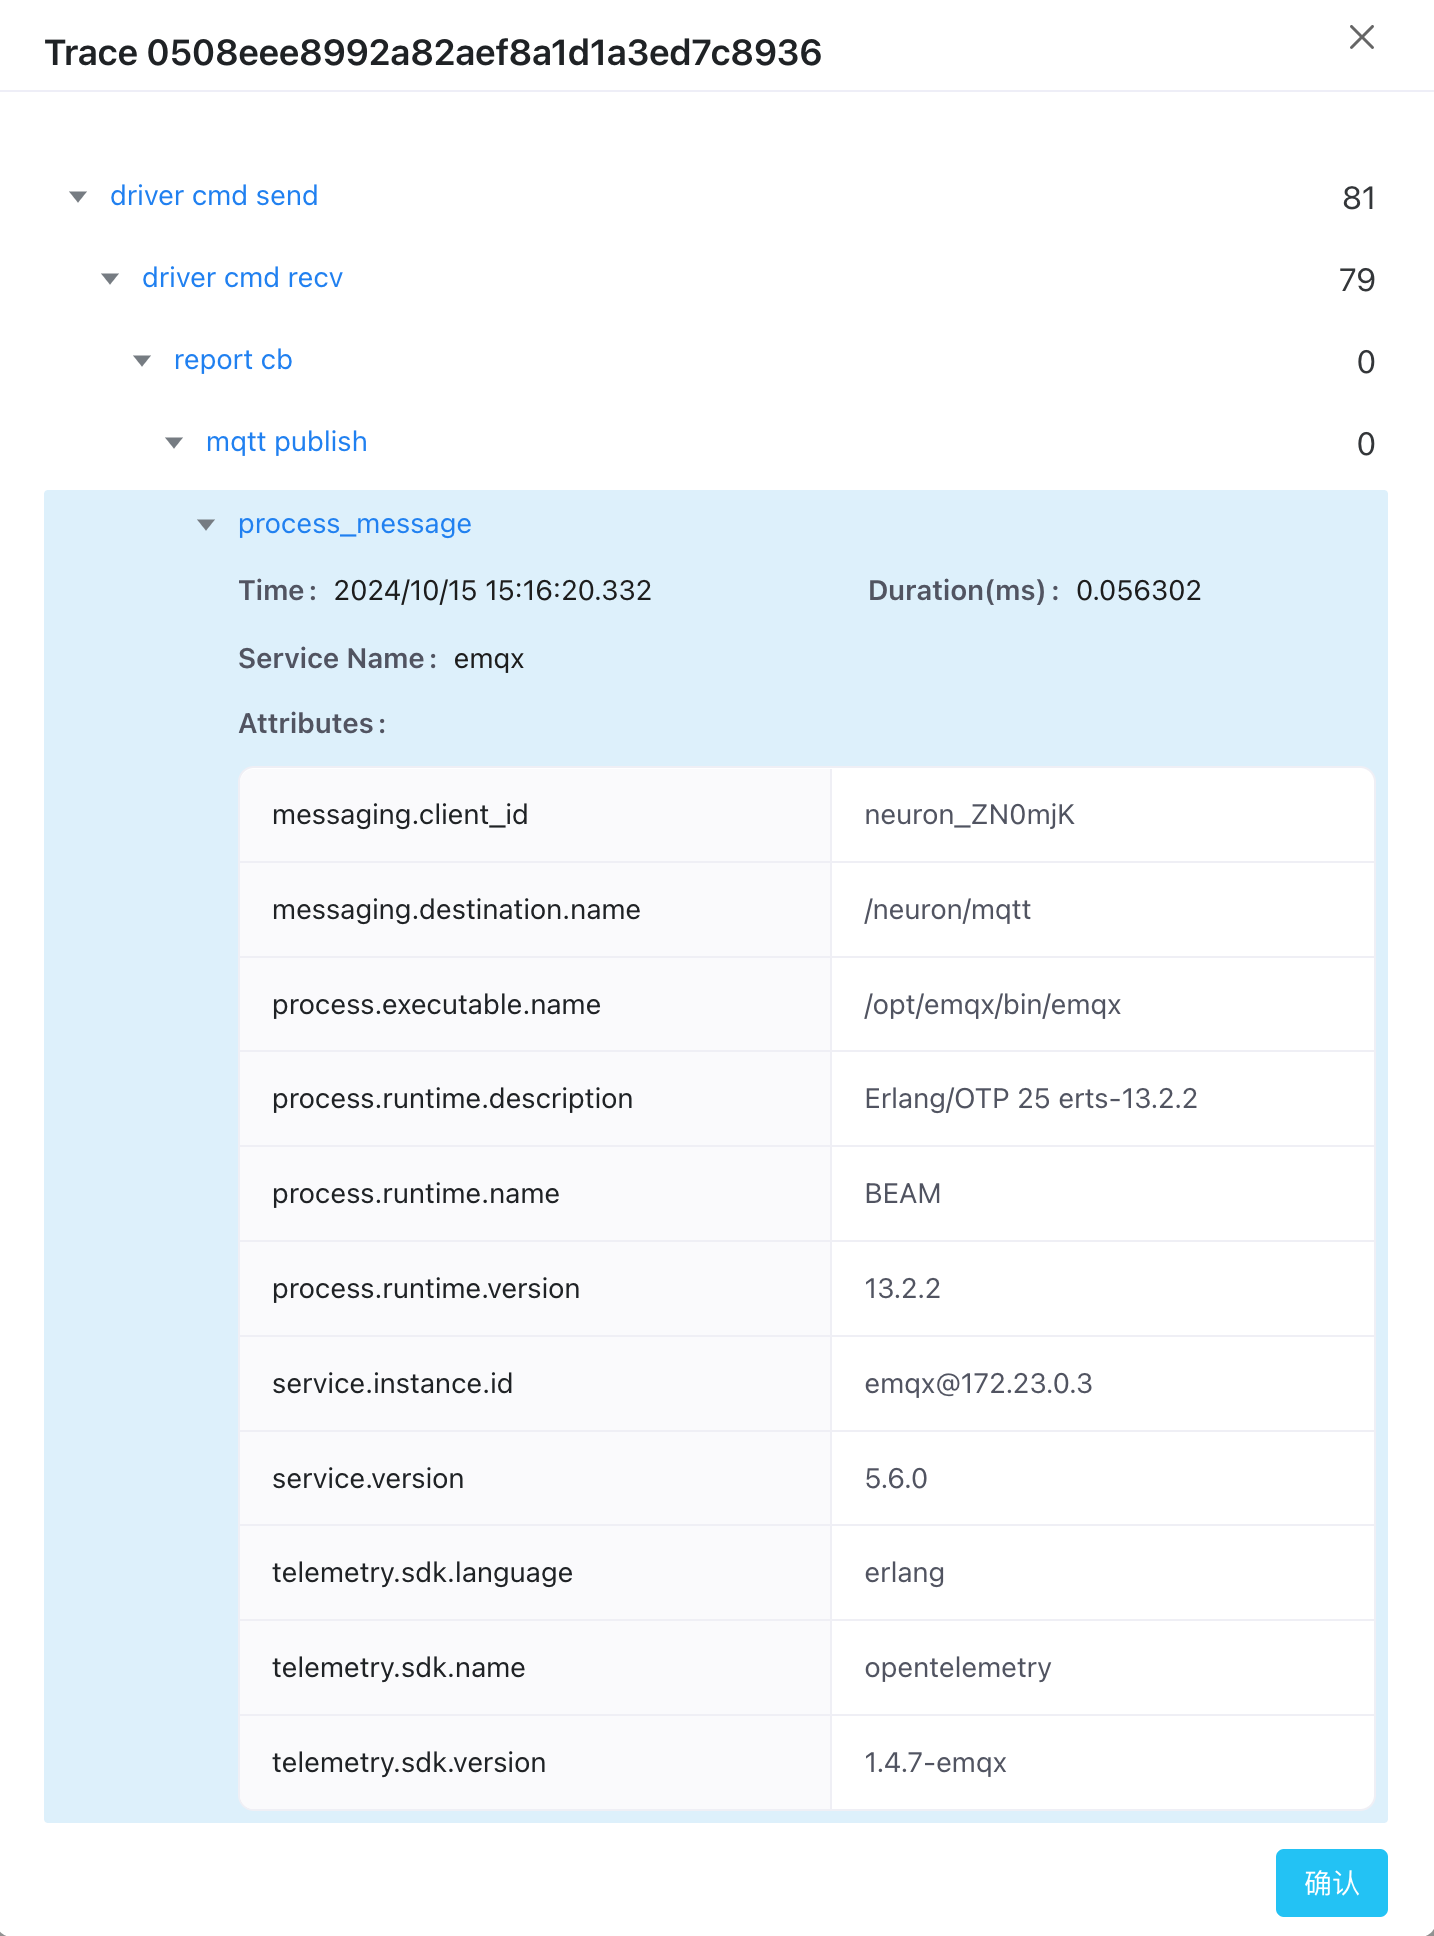 Trace 0508eee8992a82aef8a1d1a3ed7c8936
driver cmd send 81
driver cmd recv 79
report cb 0
mqtt publish 0
process_message
Time: 2024/10/15 15:16:20.332 Duration(ms): 0.056302
Service Name: emqx
Attributes:
messaging.client_id neuron_ZN0mjK
messaging.destination.name /neuron/mqtt
process.executable.name /opt/emqx/bin/emqx
process.runtime.description Erlang/OTP 25 erts-13.2.2
process.runtime.name BEAM
process.runtime.version 13.2.2
service.instance.id emqx@172.23.0.3
service.version 5.6.0
telemetry.sdk.language erlang
telemetry.sdk.name opentelemetry
telemetry.sdk.version 1.4.7-emqx
确认